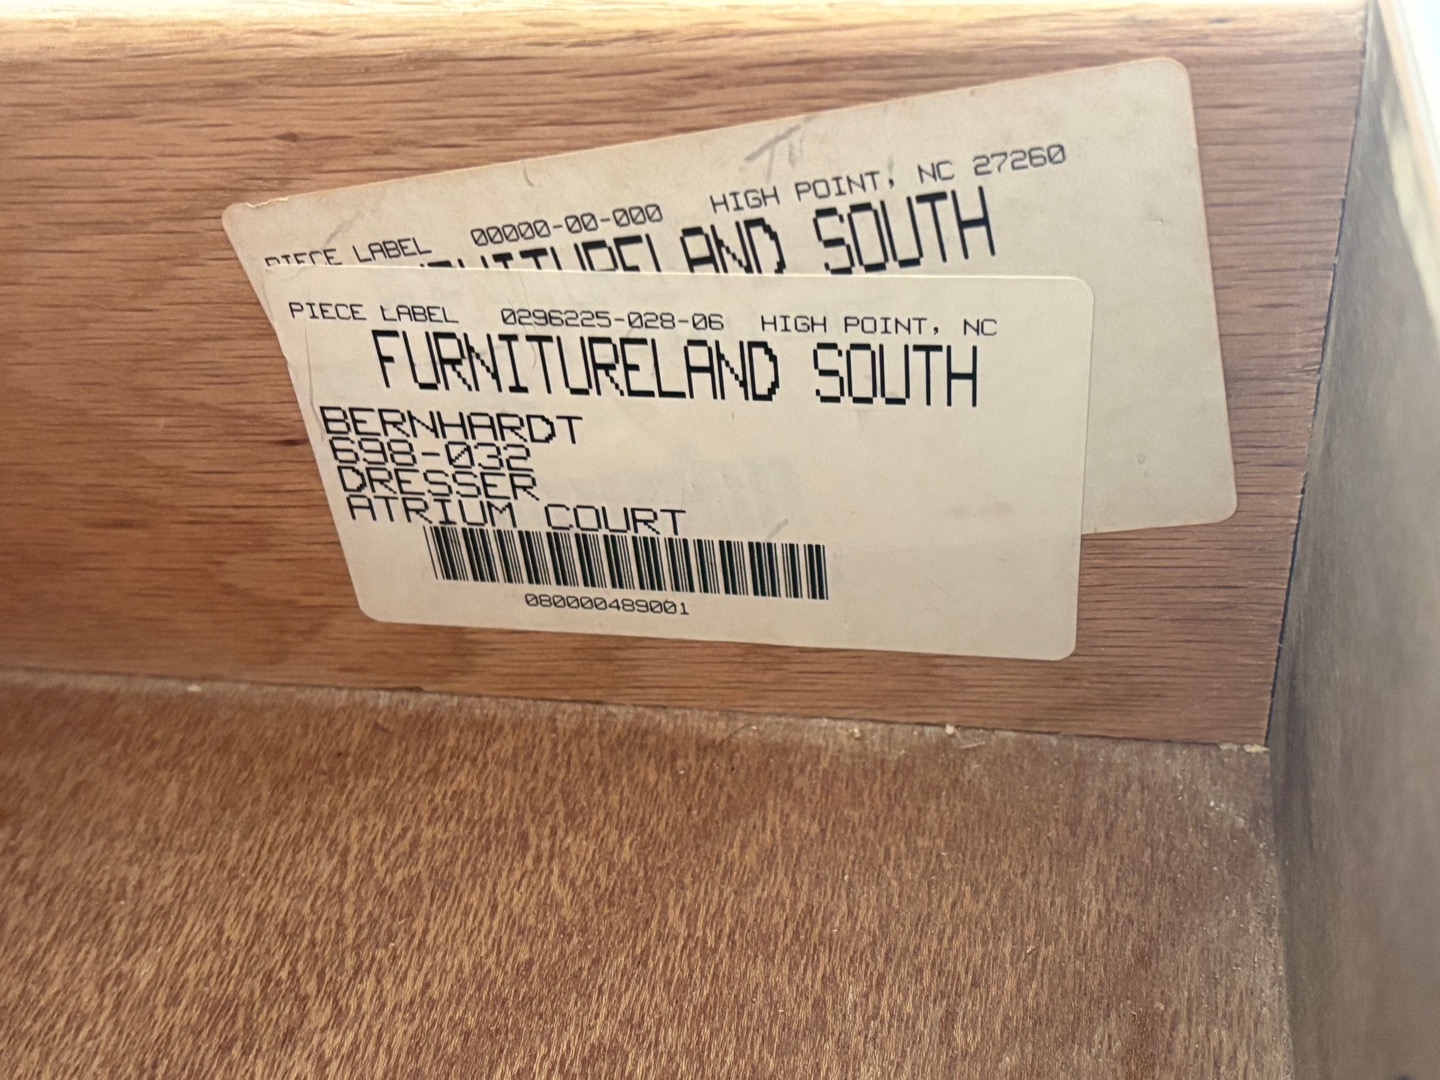 PIECE LABEL 00000-00-000 HIGH POINT, NC 27260
FURNITURELAND SOUTH
PIECE LABEL 0296225-028-06 HIGH POINT, NC
FURNITURELAND SOUTH
BERNHARDT
698-032
DRESSER
ATRIUM COURT
080000489001